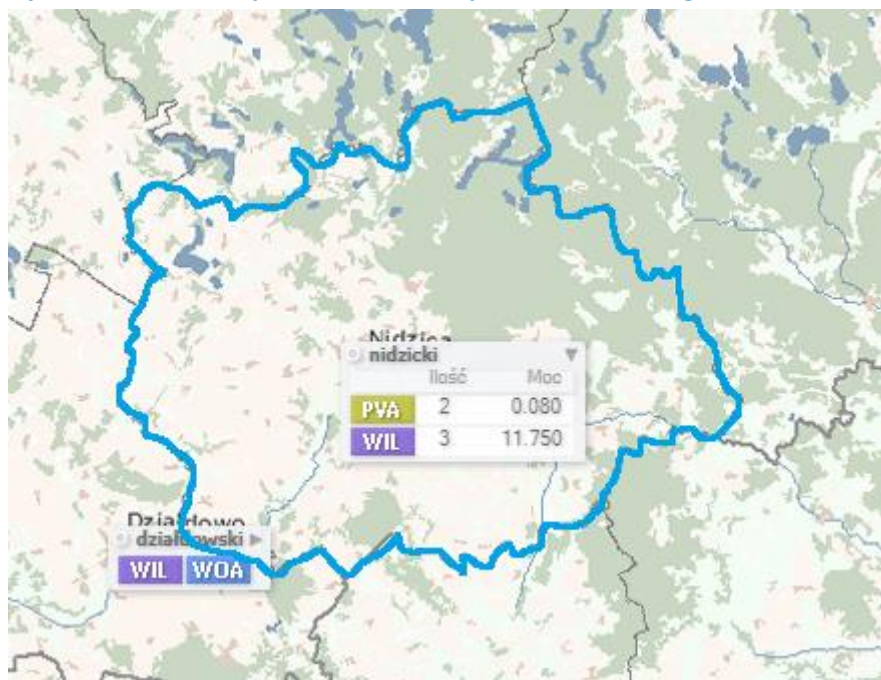 Nidzica
nidzicki
Ilość Moc
PVA 2 0.080
WIL 3 11.750
Działdowo
działdowski
WIL WOA